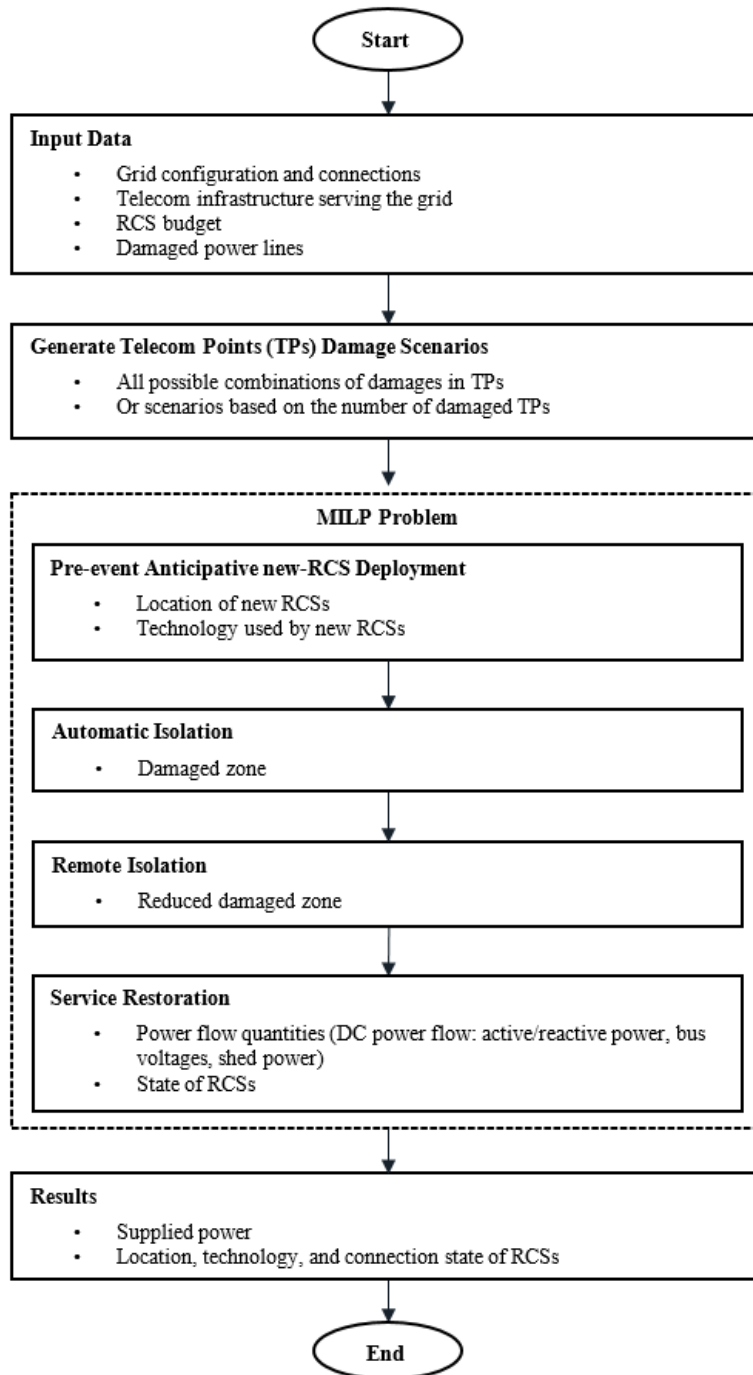 Start
Input Data
• Grid configuration and connections
• Telecom infrastructure serving the grid
• RCS budget
• Damaged power lines
Generate Telecom Points (TPs) Damage Scenarios
• All possible combinations of damages in TPs
• Or scenarios based on the number of damaged TPs
MILP Problem
Pre-event Anticipative new-RCS Deployment
• Location of new RCSs
• Technology used by new RCSs
Automatic Isolation
• Damaged zone
Remote Isolation
• Reduced damaged zone
Service Restoration
• Power flow quantities (DC power flow: active/reactive power, bus
voltages, shed power)
• State of RCSs
Results
• Supplied power
• Location, technology, and connection state of RCSs
End